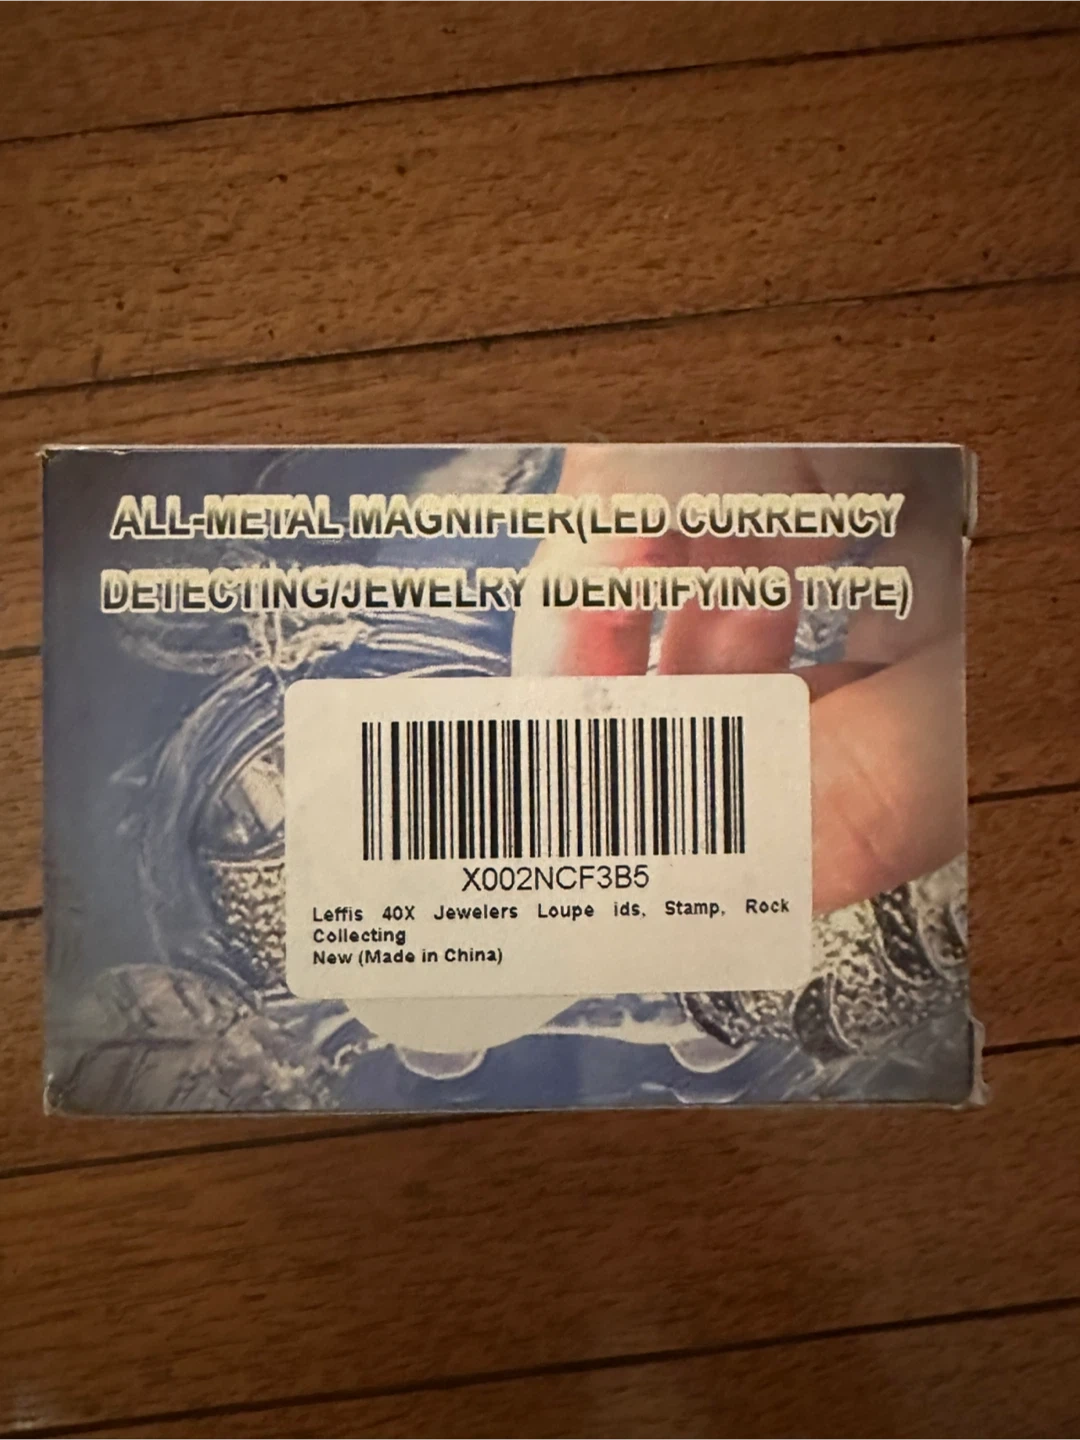 ALL-METAL MAGNIFIER(LED CURRENCY
DETECTING/JEWELRY IDENTIFYING TYPE)
X002NCF3B5
Leffis 40X Jewelers Loupe ids, Stamp, Rock
Collecting
New (Made in China)